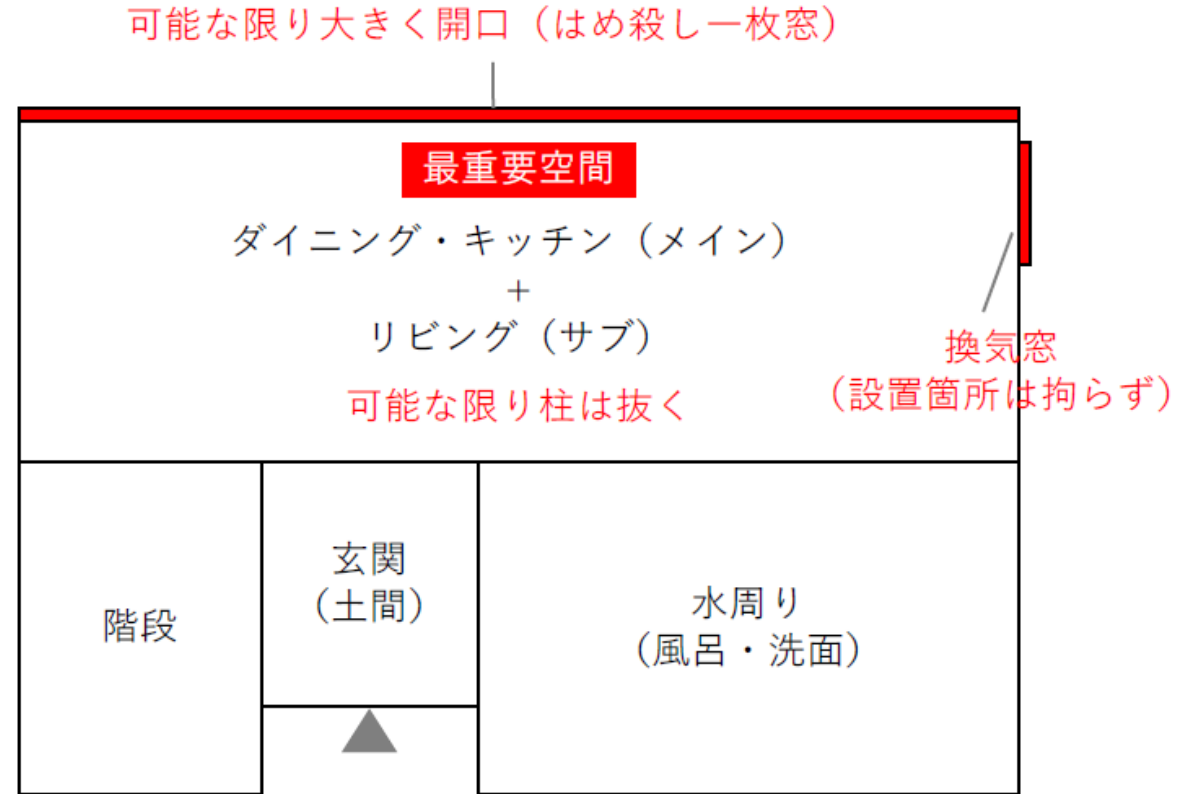 可能な限り大きく開口（はめ殺し一枚窓）
最重要空間
ダイニング・キッチン（メイン）
+
リビング（サブ）
可能な限り柱は抜く
換気窓
（設置箇所は拘らず）
階段
玄関
（土間）
水周り
（風呂・洗面）